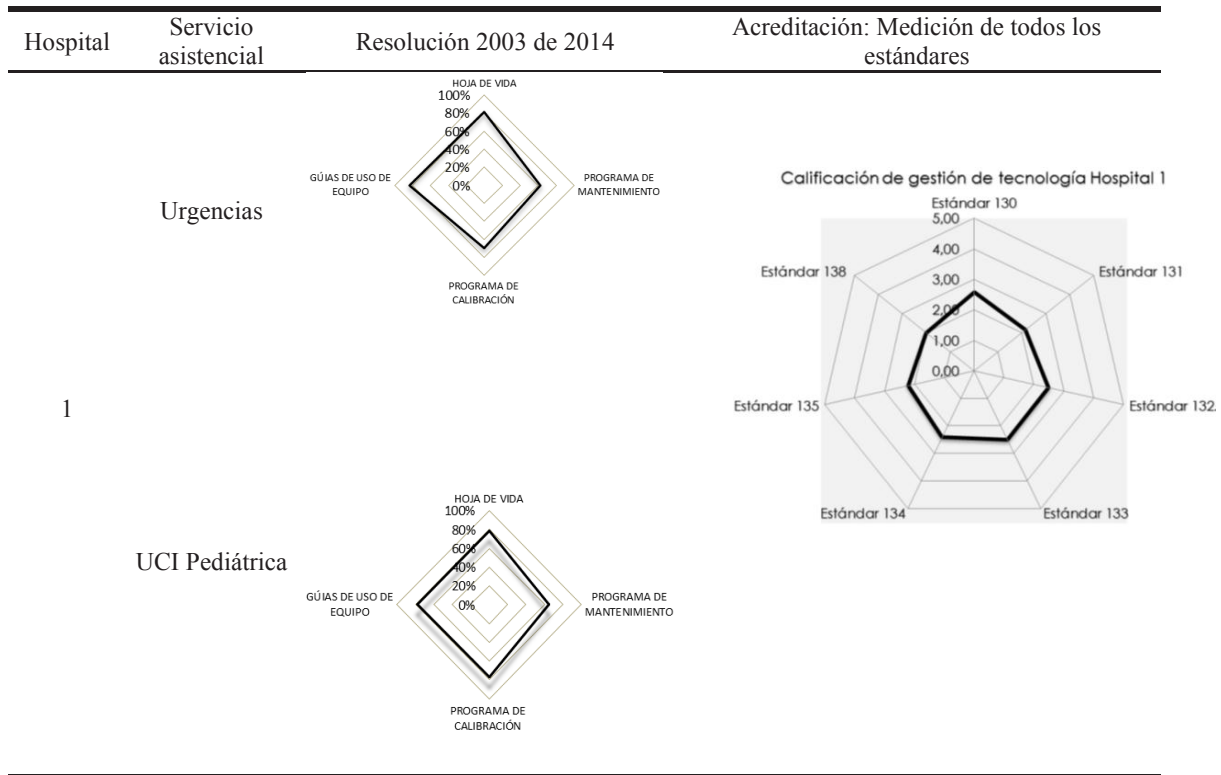 Hospital
Servicio
asistencial
Resolución 2003 de 2014
Acreditación: Medición de todos los
estándares
1
Urgencias
HOJA DE VIDA
100%
80%
60%
40%
20%
0%
GÚIAS DE USO DE
EQUIPO
PROGRAMA DE
MANTENIMIENTO
PROGRAMA DE
CALIBRACIÓN
Calificación de gestión de tecnología Hospital 1
Estándar 130
5,00
4,00
3,00
2,00
1,00
0,00
Estándar 138
Estándar 131
Estándar 135
Estándar 132.
Estándar 134
Estándar 133
UCI Pediátrica
HOJA DE VIDA
100%
80%
60%
40%
20%
0%
GÚIAS DE USO DE
EQUIPO
PROGRAMA DE
MANTENIMIENTO
PROGRAMA DE
CALIBRACIÓN